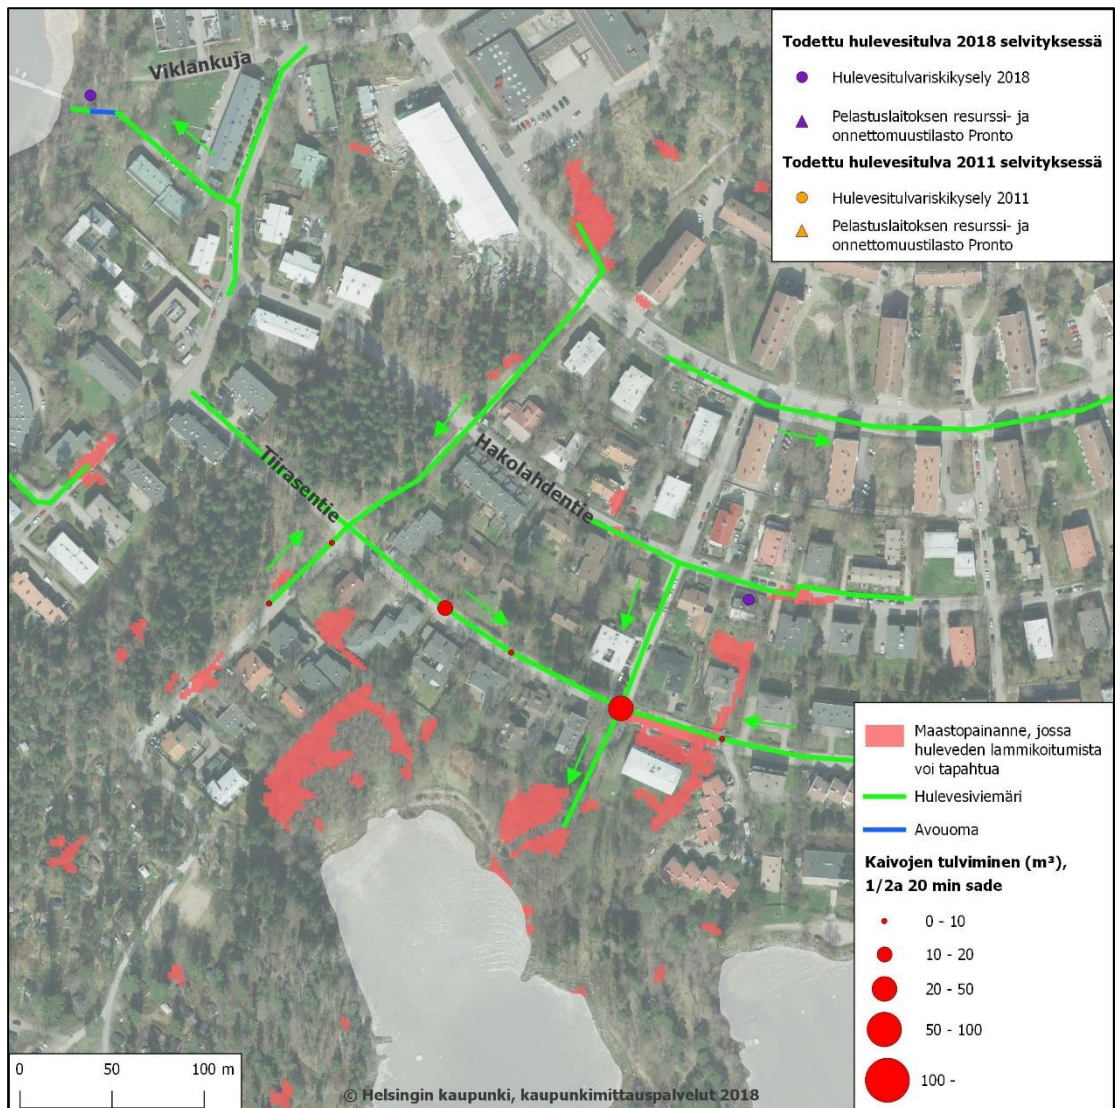 Todettu hulevesitulva 2018 selvityksessä
Hulevesitulvariskikysely 2018
Pelastuslaitoksen resurssi- ja
onnettomuustilasto Pronto
Todettu hulevesitulva 2011 selvityksessä
Hulevesitulvariskikysely 2011
Pelastuslaitoksen resurssi- ja
onnettomuustilasto Pronto
Viklankuja
Hakolahdentie
Tiirasentie
Maastopainanne, jossa
huleveden lammikoitumista
voi tapahtua
Hulevesiviemäri
Avouoma
Kaivojen tulviminen (m³),
1/2a 20 min sade
0 - 10
10 - 20
20 - 50
50 - 100
100 -
0 50 100 m
© Helsingin kaupunki, kaupunkimittauspalvelut 2018